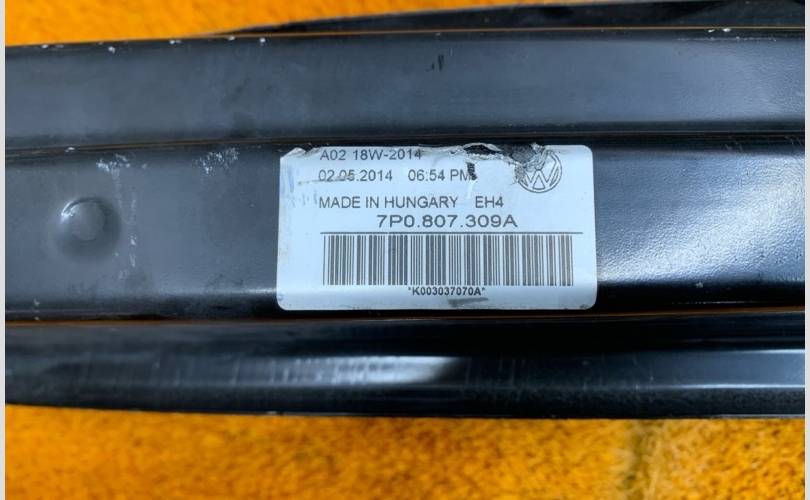 A02 18W-2014
02.05.2014 06:54 PM
MADE IN HUNGARY EH4
7P0.807.309A
*K003037070A*